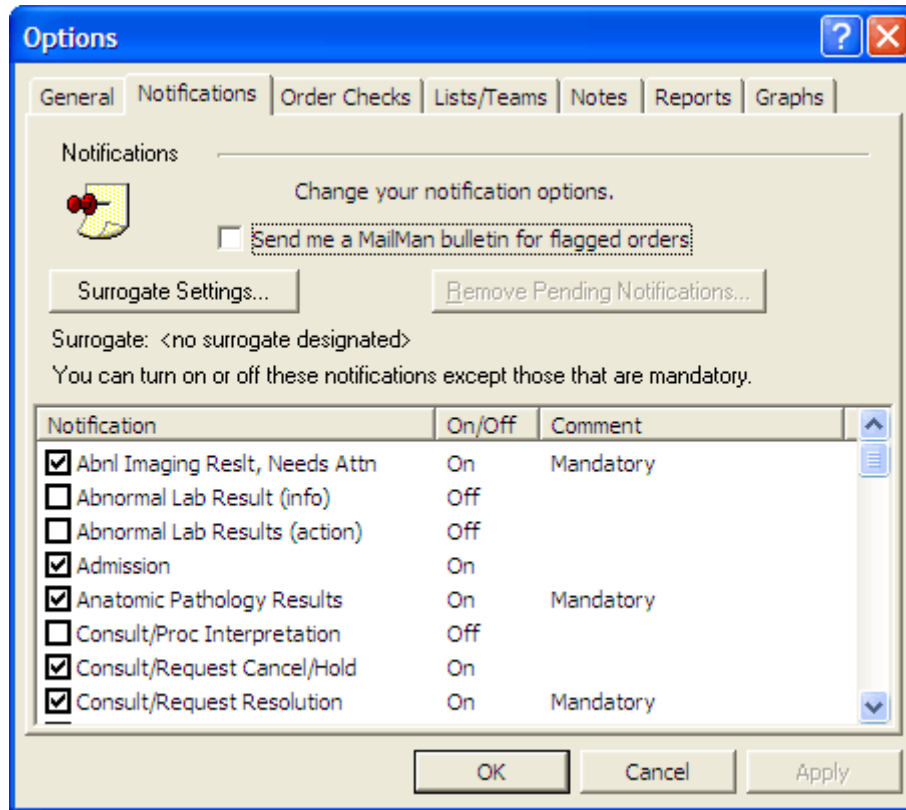 Options
General Notifications Order Checks Lists/Teams Notes Reports Graphs
Notifications
Change your notification options.
Send me a MailMan bulletin for flagged orders
Surrogate Settings... Remove Pending Notifications...
Surrogate: <no surrogate designated>
You can turn on or off these notifications except those that are mandatory.
Notification On/Off Comment
Abnl Imaging Reslt, Needs Attn On Mandatory
Abnormal Lab Result (info) Off
Abnormal Lab Results (action) Off
Admission On
Anatomic Pathology Results On Mandatory
Consult/Proc Interpretation Off
Consult/Request Cancel/Hold On
Consult/Request Resolution On Mandatory
OK Cancel Apply